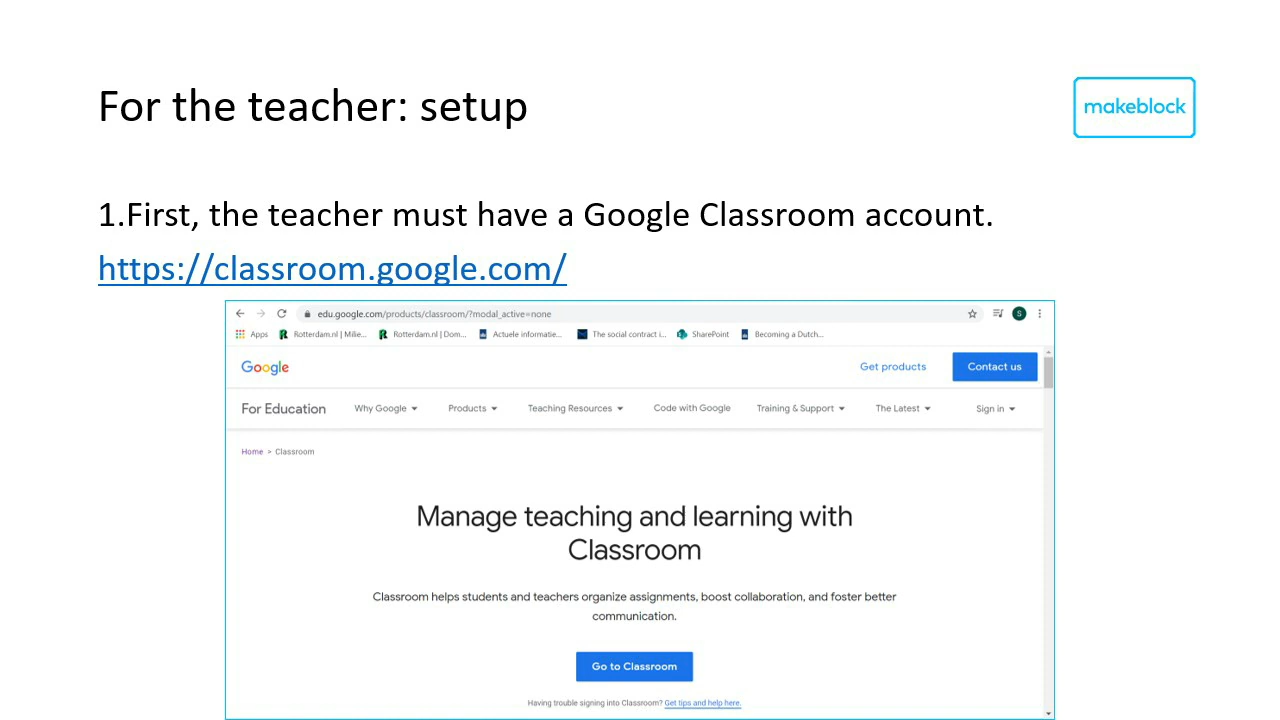 For the teacher: setup
makeblock
1.First, the teacher must have a Google Classroom account.
https://classroom.google.com/
edu.google.com/products/classroom/?modal_active=none
S
Apps Rotterdam.nl | Milie... Rotterdam.nl | Dom... Actuele informatie... The social contract i... SharePoint Becoming a Dutch...
Google Get products Contact us
For Education Why Google Products Teaching Resources Code with Google Training & Support The Latest Sign in
Home > Classroom
Manage teaching and learning with
Classroom
Classroom helps students and teachers organize assignments, boost collaboration, and foster better
communication.
Go to Classroom
Having trouble signing into Classroom? Get tips and help here.